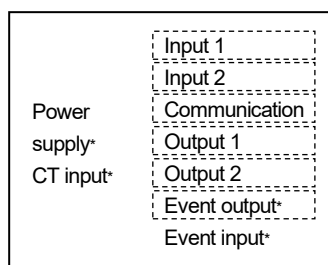 Input 1
Input 2
Power
Communication
supply*
Output 1
CT input*
Output 2
Event output*
Event input*